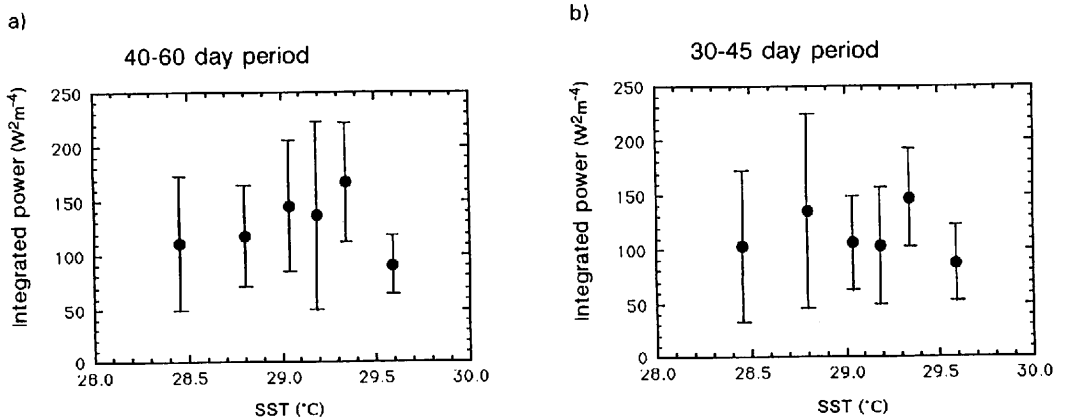 a)
40-60 day period
250
200
150
100
50
0
28.0 28.5 29.0 29.5 30.0
SST (°C)
Integrated power (W²m⁻⁴)
b)
30-45 day period
250
200
150
100
50
0
28.0 28.5 29.0 29.5 30.0
SST (°C)
Integrated power (W²m⁻⁴)